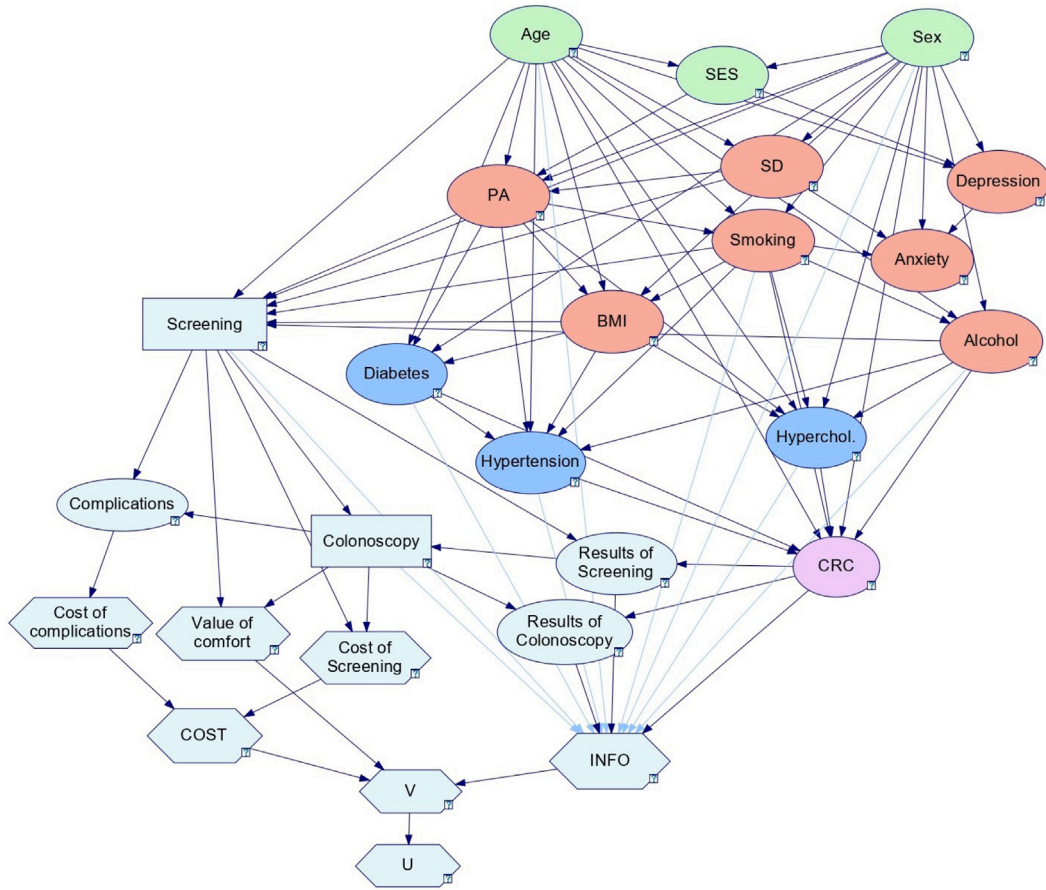 Age
Sex
SES
SD
Depression
PA
Smoking
Anxiety
Screening
BMI
Alcohol
Diabetes
Hyperchol.
Hypertension
Complications
Colonoscopy
Results of
Screening
CRC
Cost of
complications
Value of
comfort
Results of
Colonoscopy
Cost of
Screening
COST
INFO
V
U